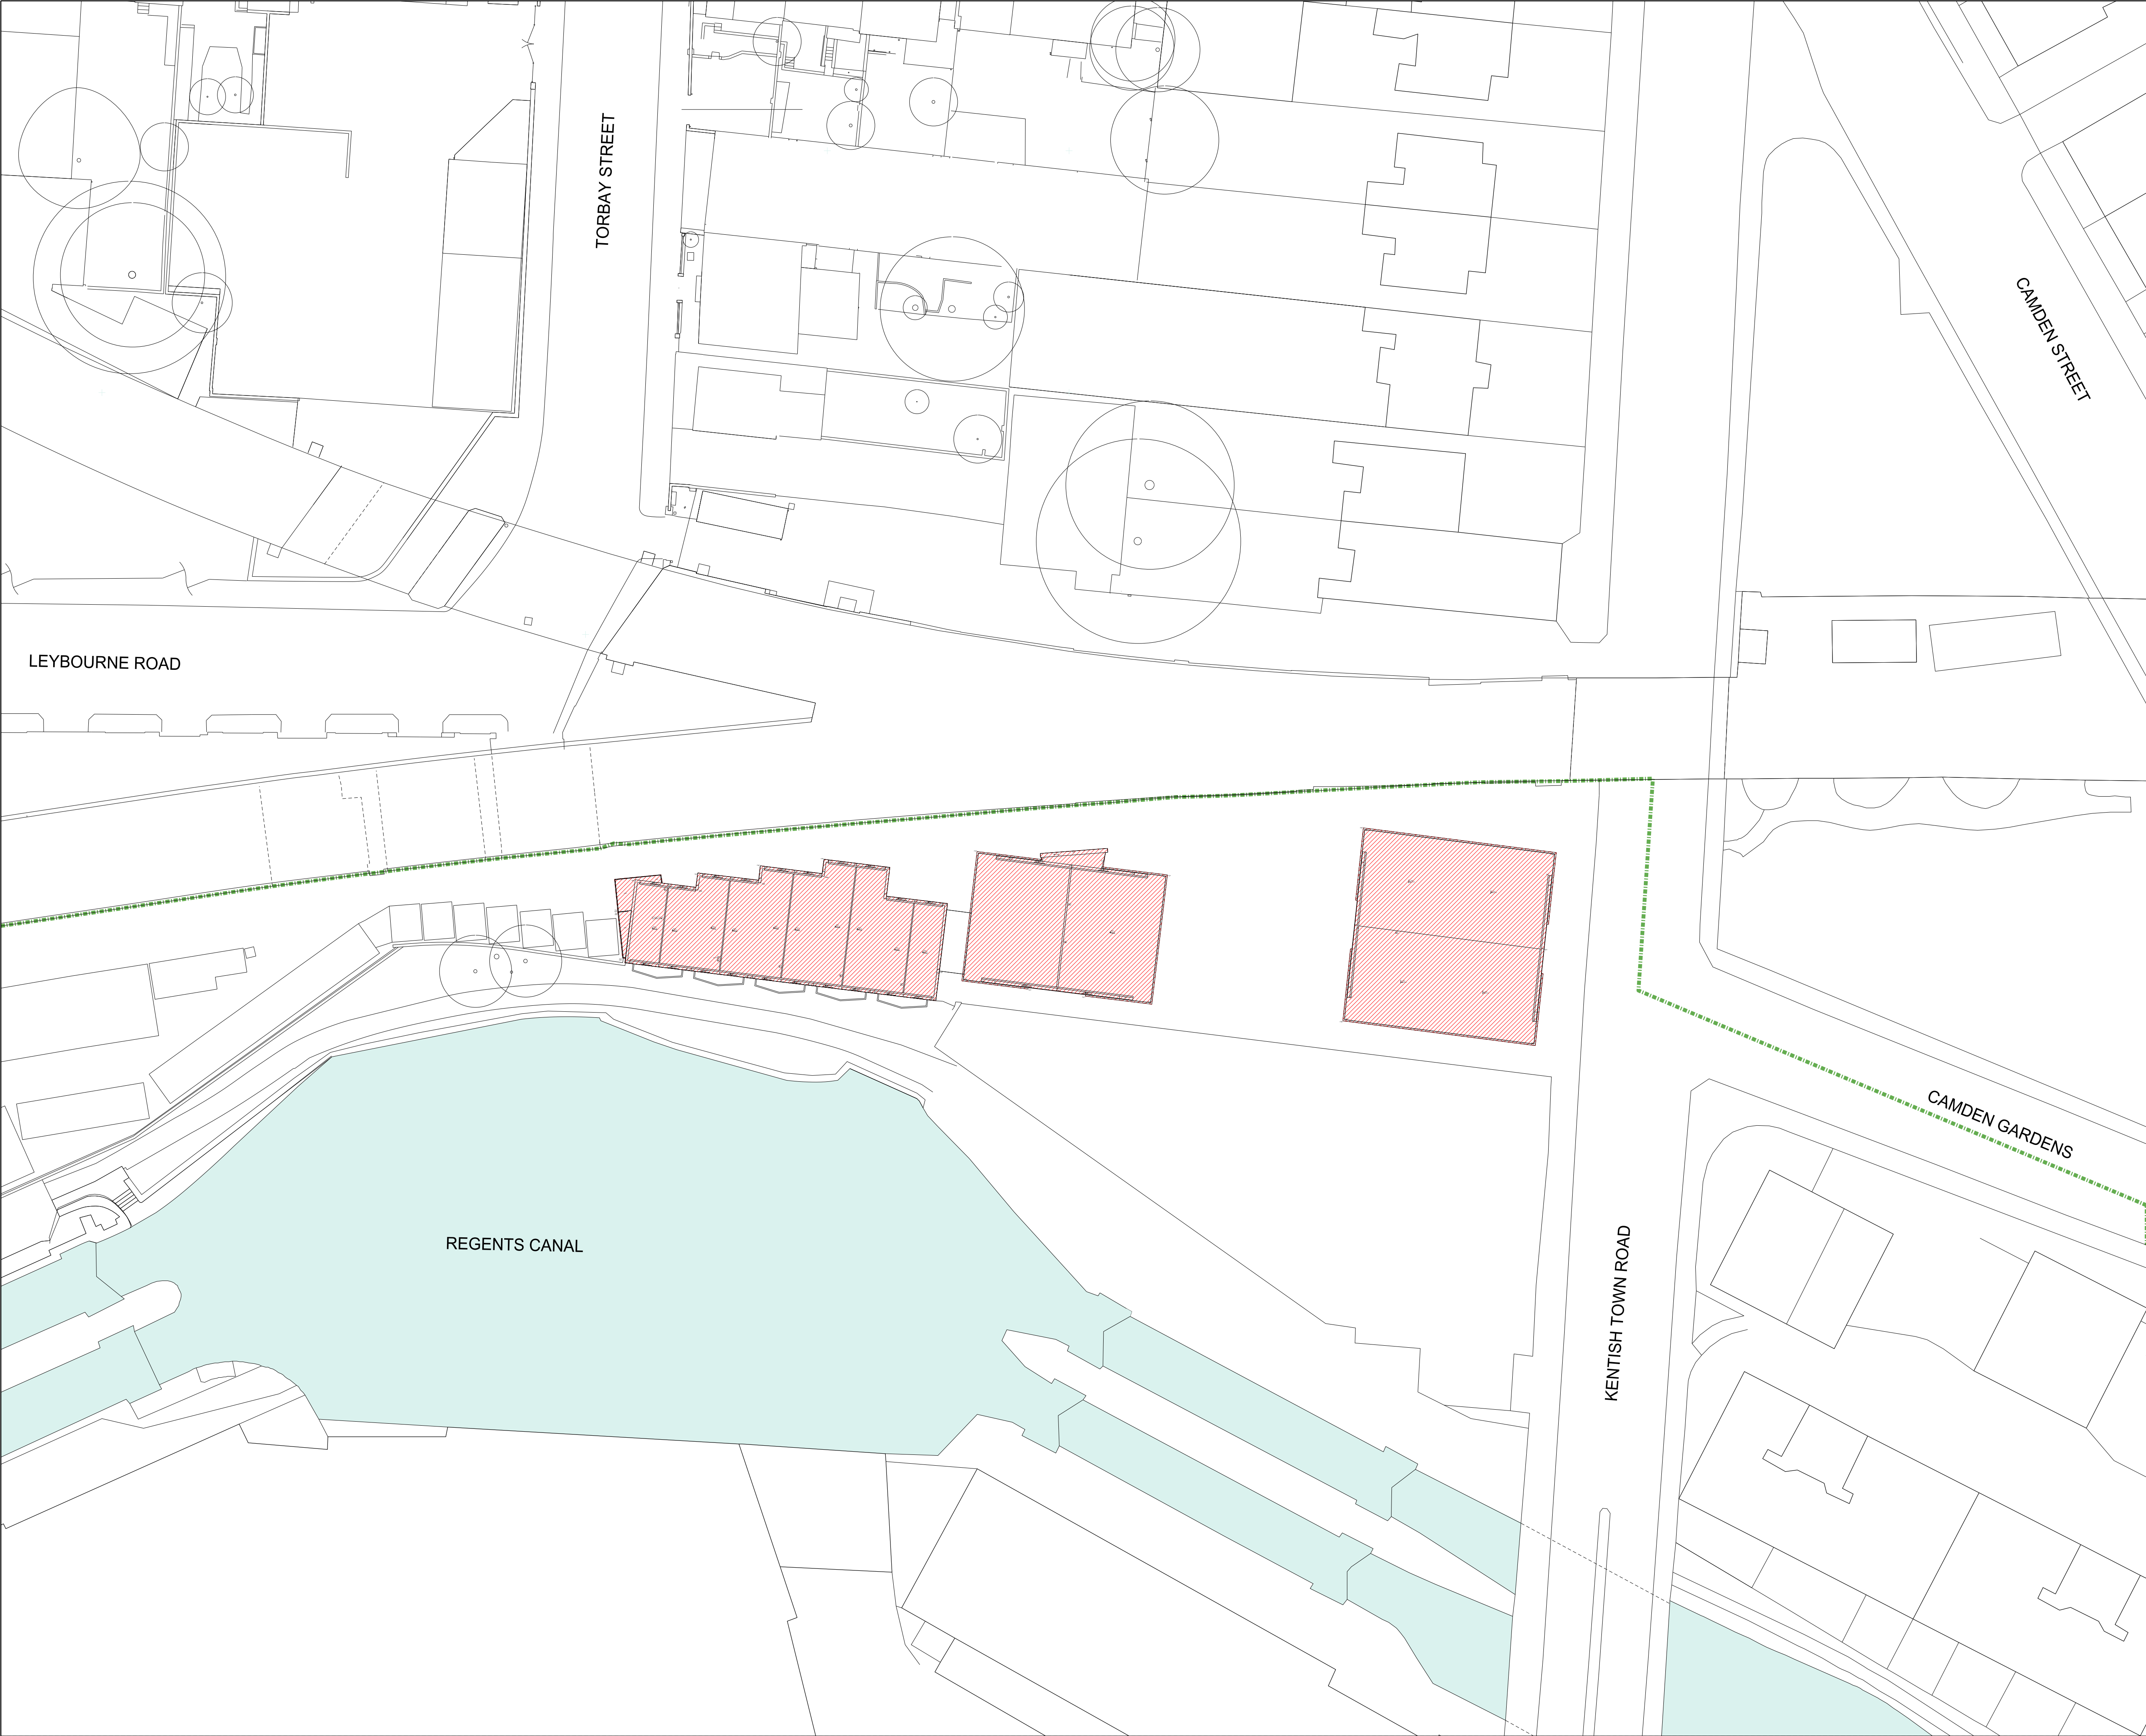 TORBAY STREET
CAMDEN STREET
LEYBOURNE ROAD
CAMDEN GARDENS
REGENTS CANAL
KENTISH TOWN ROAD